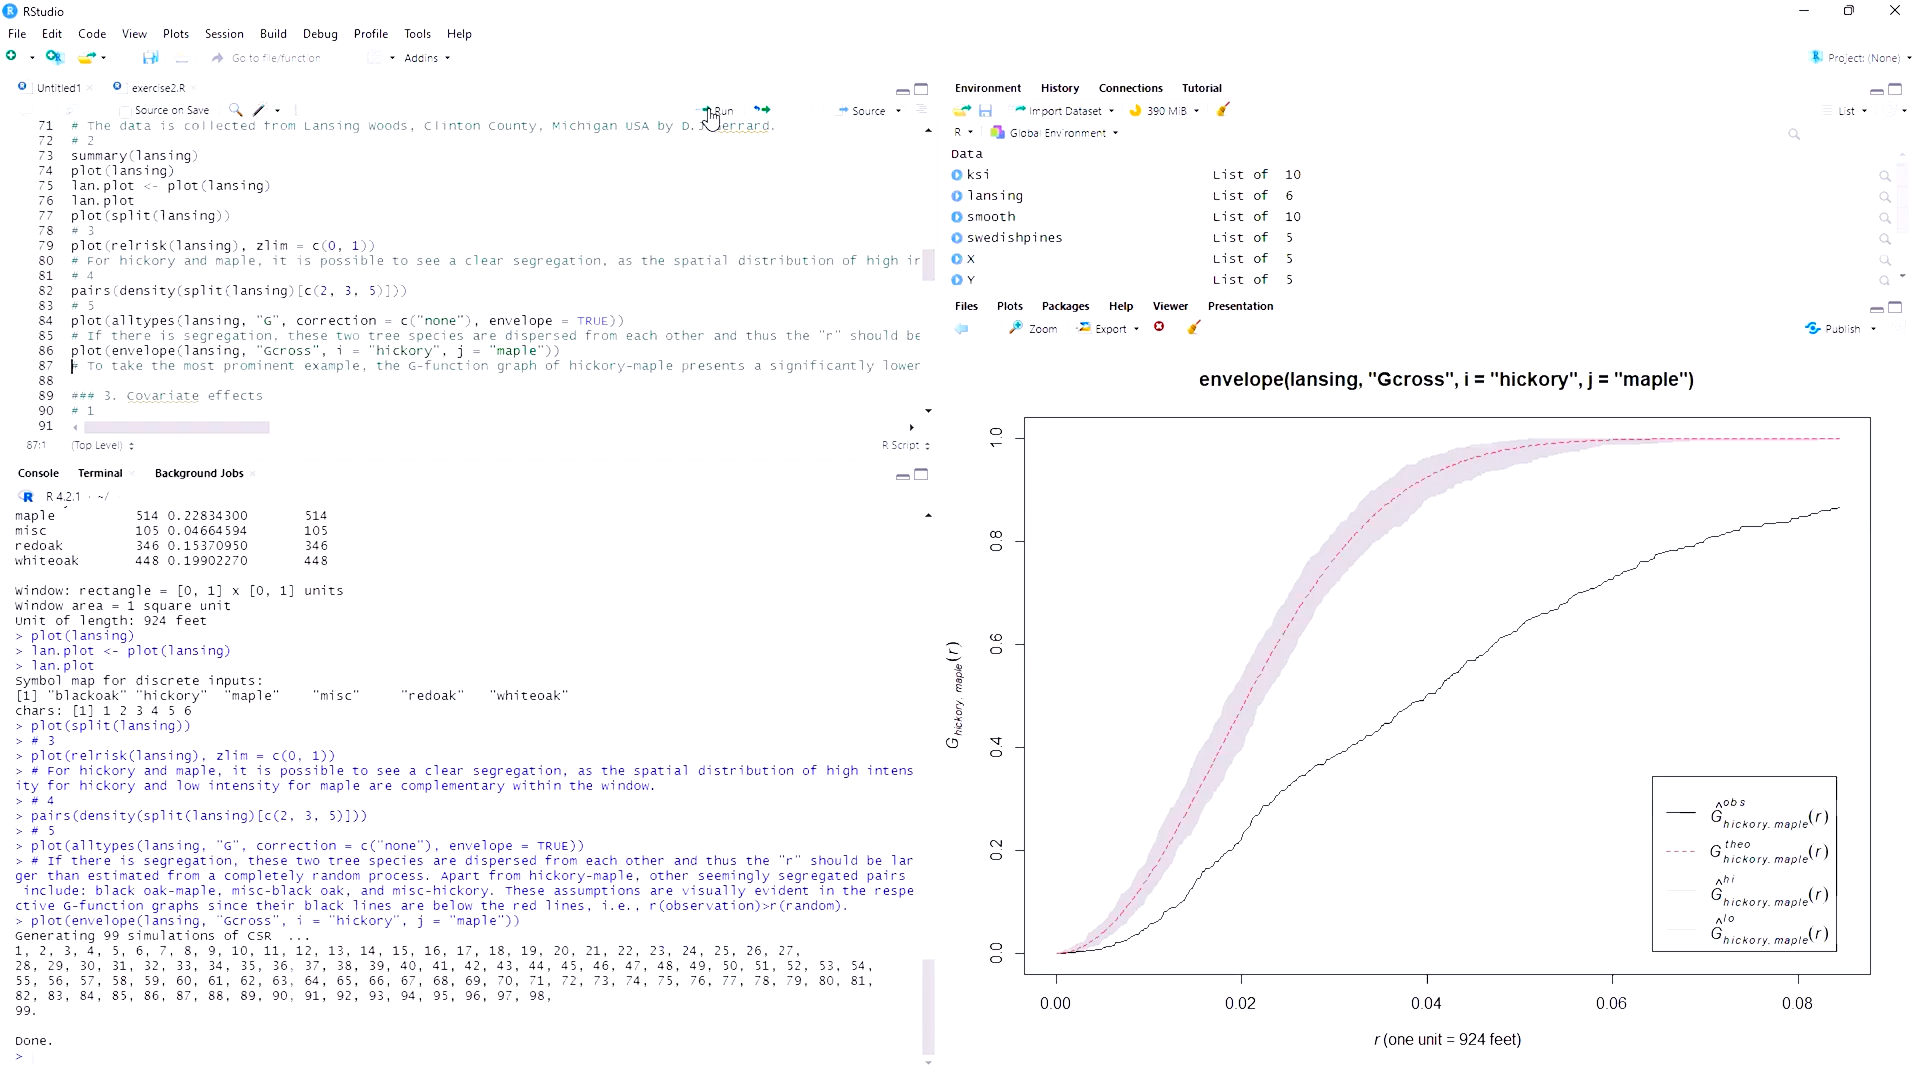 RStudio
File Edit Code View Plots Session Build Debug Profile Tools Help
Go to file/function Addins
Project: (None)
Untitled1 exercise2.R
Source on Save Run Source
71 # The data is collected from Lansing Woods, Clinton County, Michigan USA by D.J. Gerrard.
72 # 2
73 summary(lansing)
74 plot(lansing)
75 lan.plot <- plot(lansing)
76 lan.plot
77 plot(split(lansing))
78 # 3
79 plot(relrisk(lansing), zlim = c(0, 1))
80 # For hickory and maple, it is possible to see a clear segregation, as the spatial distribution of high ir
81 # 4
82 pairs(density(split(lansing)[c(2, 3, 5)]))
83 # 5
84 plot(alltypes(lansing, "G", correction = c("none"), envelope = TRUE))
85 # If there is segregation, these two tree species are dispersed from each other and thus the "r" should be
86 plot(envelope(lansing, "Gcross", i = "hickory", j = "maple"))
87 # To take the most prominent example, the G-function graph of hickory-maple presents a significantly lower
88
89 ### 3. Covariate effects
90 # 1
91
87:1 (Top Level) R Script
Console Terminal Background Jobs
R 4.2.1 · ~/
maple 514 0.22834300 514
misc 105 0.04664594 105
redoak 346 0.15370950 346
whiteoak 448 0.19902270 448
Window: rectangle = [0, 1] x [0, 1] units
Window area = 1 square unit
Unit of length: 924 feet
> plot(lansing)
> lan.plot <- plot(lansing)
> lan.plot
Symbol map for discrete inputs:
[1] "blackoak" "hickory" "maple" "misc" "redoak" "whiteoak"
chars: [1] 1 2 3 4 5 6
> plot(split(lansing))
> # 3
> plot(relrisk(lansing), zlim = c(0, 1))
> # For hickory and maple, it is possible to see a clear segregation, as the spatial distribution of high intens
ity for hickory and low intensity for maple are complementary within the window.
> # 4
> pairs(density(split(lansing)[c(2, 3, 5)]))
> # 5
> plot(alltypes(lansing, "G", correction = c("none"), envelope = TRUE))
> # If there is segregation, these two tree species are dispersed from each other and thus the "r" should be lar
ger than estimated from a completely random process. Apart from hickory-maple, other seemingly segregated pairs
include: black oak-maple, misc-black oak, and misc-hickory. These assumptions are visually evident in the respe
ctive G-function graphs since their black lines are below the red lines, i.e., r(observation)>r(random).
> plot(envelope(lansing, "Gcross", i = "hickory", j = "maple"))
Generating 99 simulations of CSR ...
1, 2, 3, 4, 5, 6, 7, 8, 9, 10, 11, 12, 13, 14, 15, 16, 17, 18, 19, 20, 21, 22, 23, 24, 25, 26, 27,
28, 29, 30, 31, 32, 33, 34, 35, 36, 37, 38, 39, 40, 41, 42, 43, 44, 45, 46, 47, 48, 49, 50, 51, 52, 53, 54,
55, 56, 57, 58, 59, 60, 61, 62, 63, 64, 65, 66, 67, 68, 69, 70, 71, 72, 73, 74, 75, 76, 77, 78, 79, 80, 81,
82, 83, 84, 85, 86, 87, 88, 89, 90, 91, 92, 93, 94, 95, 96, 97, 98,
99.
Done.
>
Environment History Connections Tutorial
Import Dataset 390 MiB List
R Global Environment
Data
ksi List of 10
lansing List of 6
smooth List of 10
swedishpines List of 5
X List of 5
Y List of 5
Files Plots Packages Help Viewer Presentation
Zoom Export Publish
envelope(lansing, "Gcross", i = "hickory", j = "maple")
G hickory, maple (r)
1.0
0.8
0.6
0.4
0.2
0.0
Ĝ obs hickory, maple (r)
G theo hickory, maple (r)
Ĝ hi hickory, maple (r)
Ĝ lo hickory, maple (r)
0.00 0.02 0.04 0.06 0.08
r (one unit = 924 feet)